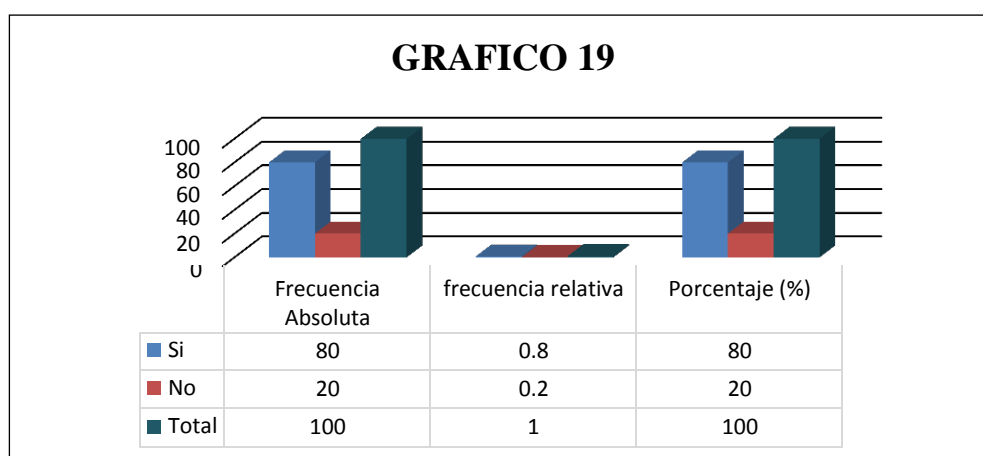 GRAFICO 19
100
80
60
40
20
0
Frecuencia Absoluta frecuencia relativa Porcentaje (%)
Si 80 0.8 80
No 20 0.2 20
Total 100 1 100